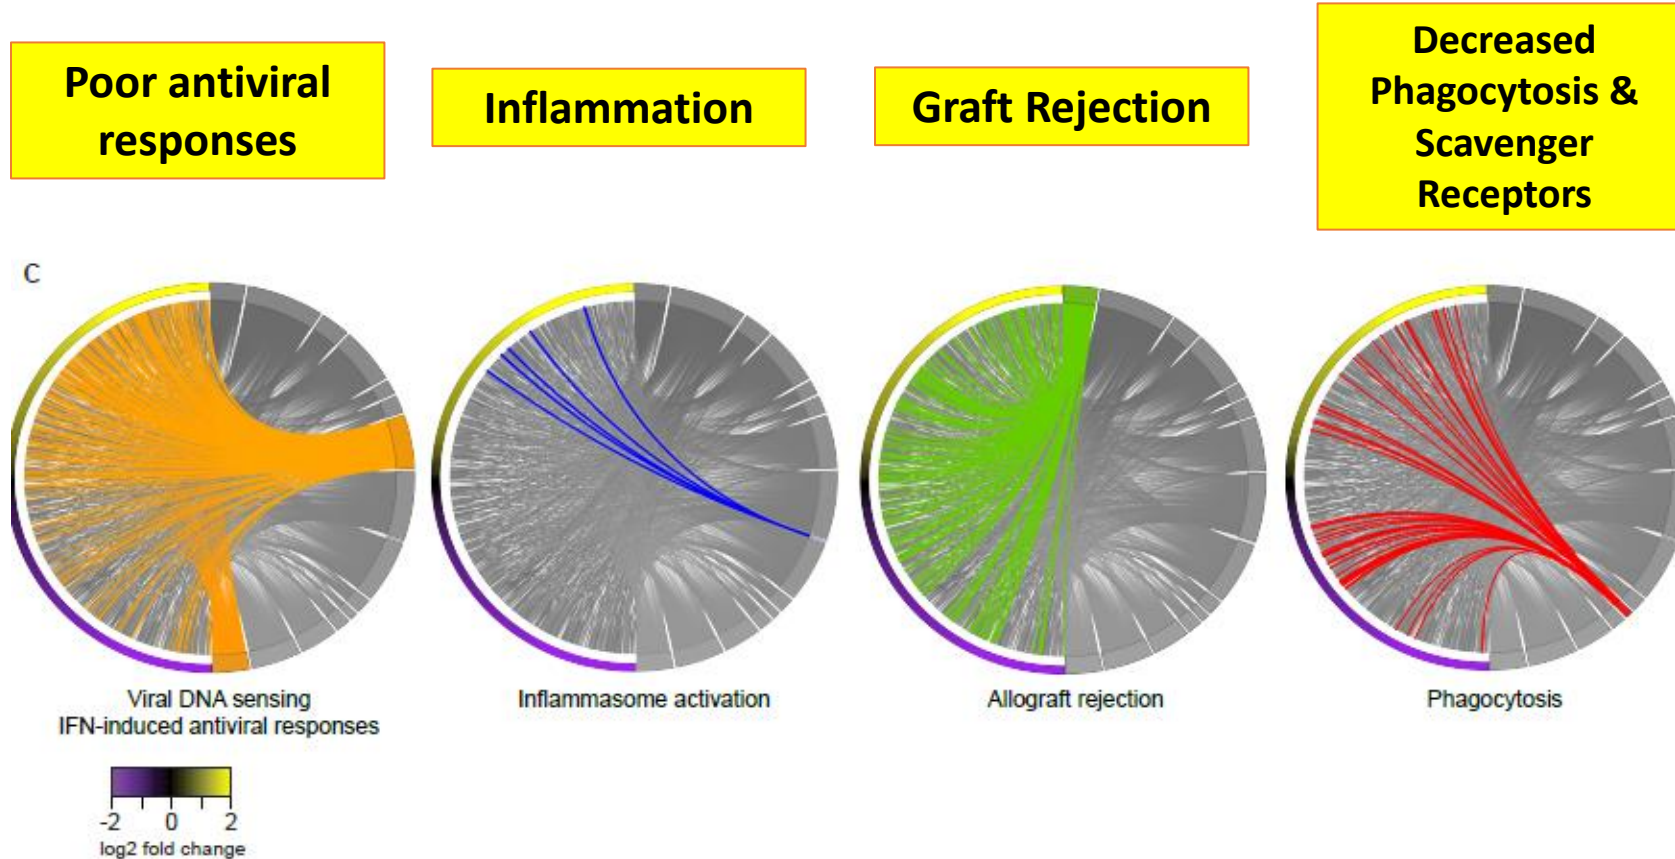 Poor antiviral
responses
Inflammation
Graft Rejection
Decreased
Phagocytosis &
Scavenger
Receptors
C
Viral DNA sensing
IFN-induced antiviral responses
Inflammasome activation
Allograft rejection
Phagocytosis
-2 0 2
log2 fold change